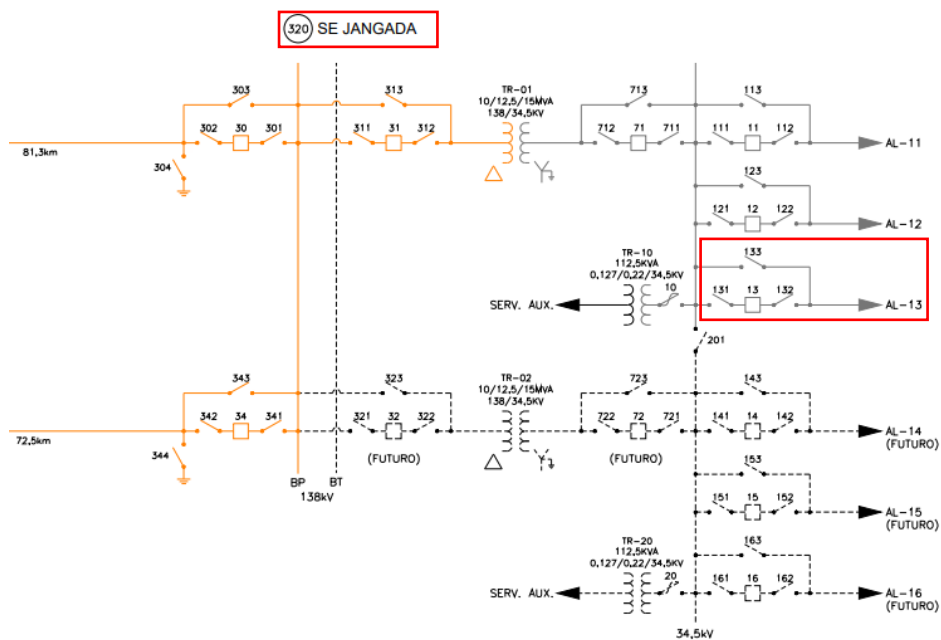 320 SE JANGADA
303
313
TR-01
10/12,5/15MVA
138/34,5KV
713
113
302 30 301
311 31 312
712 71 711
111 11 112
AL-11
81,3km
304
123
121 12 122
AL-12
133
TR-10
112,5KVA
0,127/0,22/34,5KV
10
131 13 132
SERV. AUX.
AL-13
201
343
323
TR-02
10/12,5/15MVA
138/34,5KV
723
143
342 34 341
321 32 322
722 72 721
141 14 142
AL-14
(FUTURO)
72,5km
(FUTURO)
(FUTURO)
344
153
BP BT
138kV
151 15 152
AL-15
(FUTURO)
TR-20
112,5KVA
0,127/0,22/34,5KV
163
20
161 16 162
SERV. AUX.
AL-16
(FUTURO)
34,5kV